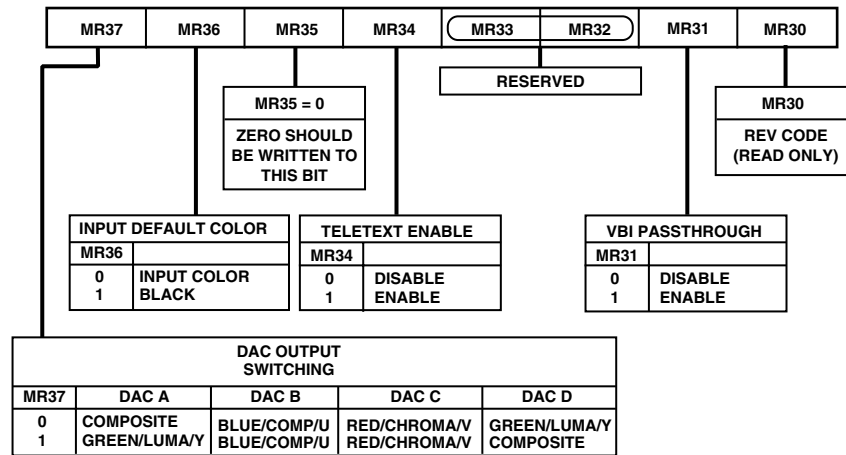 MR37 MR36 MR35 MR34 MR33 MR32 MR31 MR30
RESERVED
MR35 = 0
ZERO SHOULD
BE WRITTEN TO
THIS BIT
MR30
REV CODE
(READ ONLY)
INPUT DEFAULT COLOR
MR36
0 INPUT COLOR
1 BLACK
TELETEXT ENABLE
MR34
0 DISABLE
1 ENABLE
VBI PASSTHROUGH
MR31
0 DISABLE
1 ENABLE
DAC OUTPUT
SWITCHING
MR37 DAC A DAC B DAC C DAC D
0 COMPOSITE BLUE/COMP/U RED/CHROMA/V GREEN/LUMA/Y
1 GREEN/LUMA/Y BLUE/COMP/U RED/CHROMA/V COMPOSITE